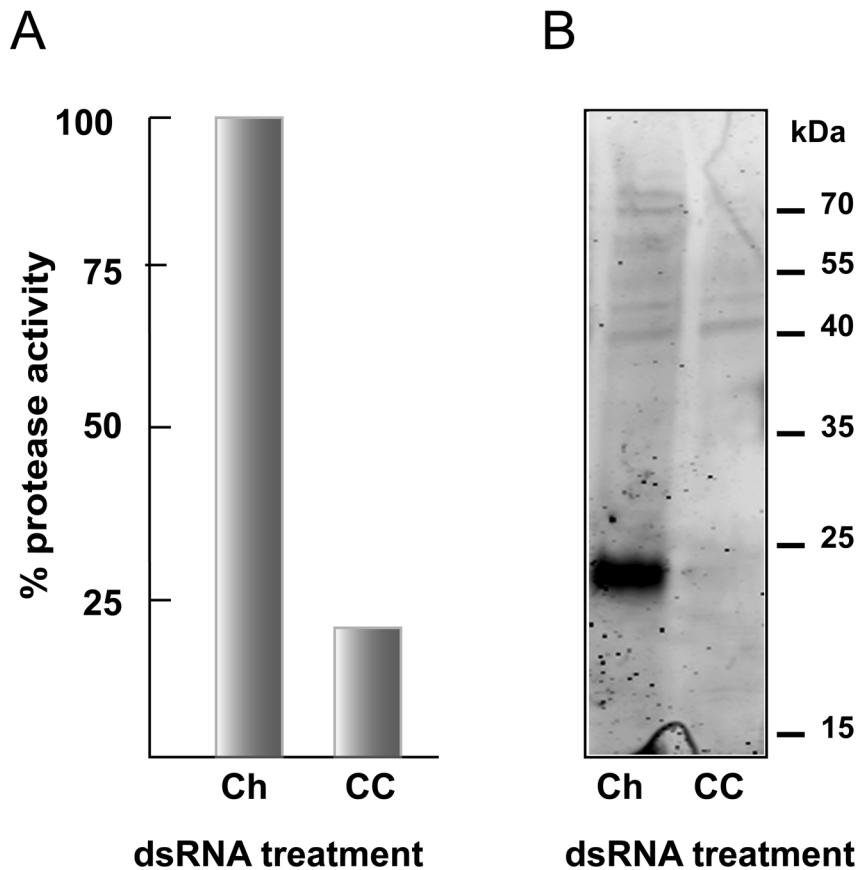 A
B
100
75
50
25
% protease activity
Ch
CC
dsRNA treatment
kDa
70
55
40
35
25
15
Ch
CC
dsRNA treatment